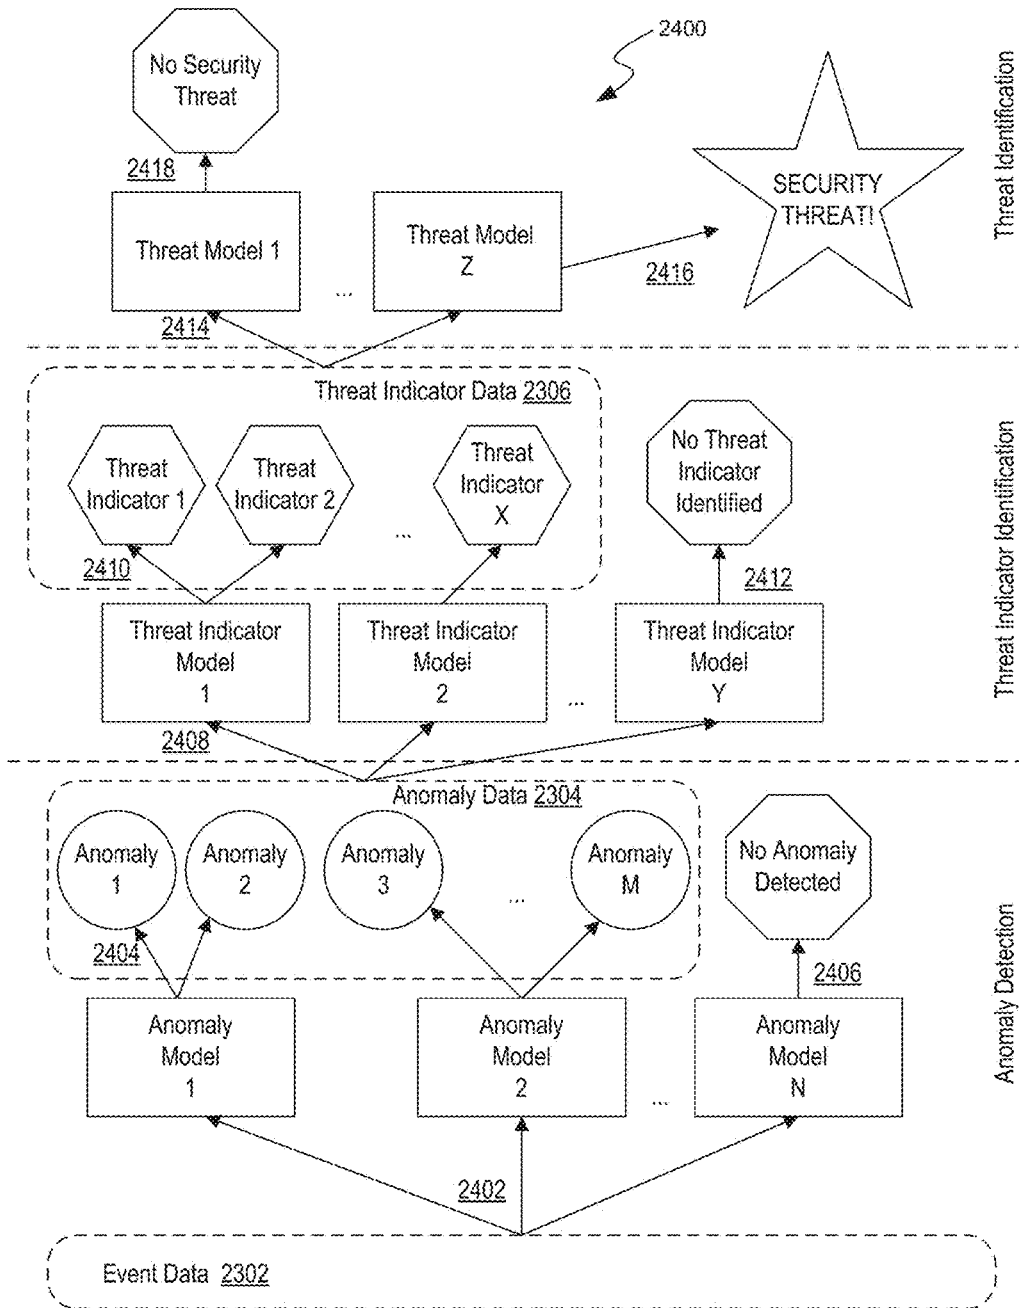 2400
No Security
Threat
SECURITY
THREAT!
2418
Threat Model 1
...
Threat Model
Z
2416
2414
Threat Identification
Threat Indicator Data 2306
Threat
Indicator 1
Threat
Indicator 2
...
Threat
Indicator
X
No Threat
Indicator
Identified
2410
2412
Threat Indicator
Model
1
Threat Indicator
Model
2
...
Threat Indicator
Model
Y
2408
Threat Indicator Identification
Anomaly Data 2304
Anomaly
1
Anomaly
2
Anomaly
3
...
Anomaly
M
No Anomaly
Detected
2404
2406
Anomaly
Model
1
Anomaly
Model
2
...
Anomaly
Model
N
2402
Anomaly Detection
Event Data 2302